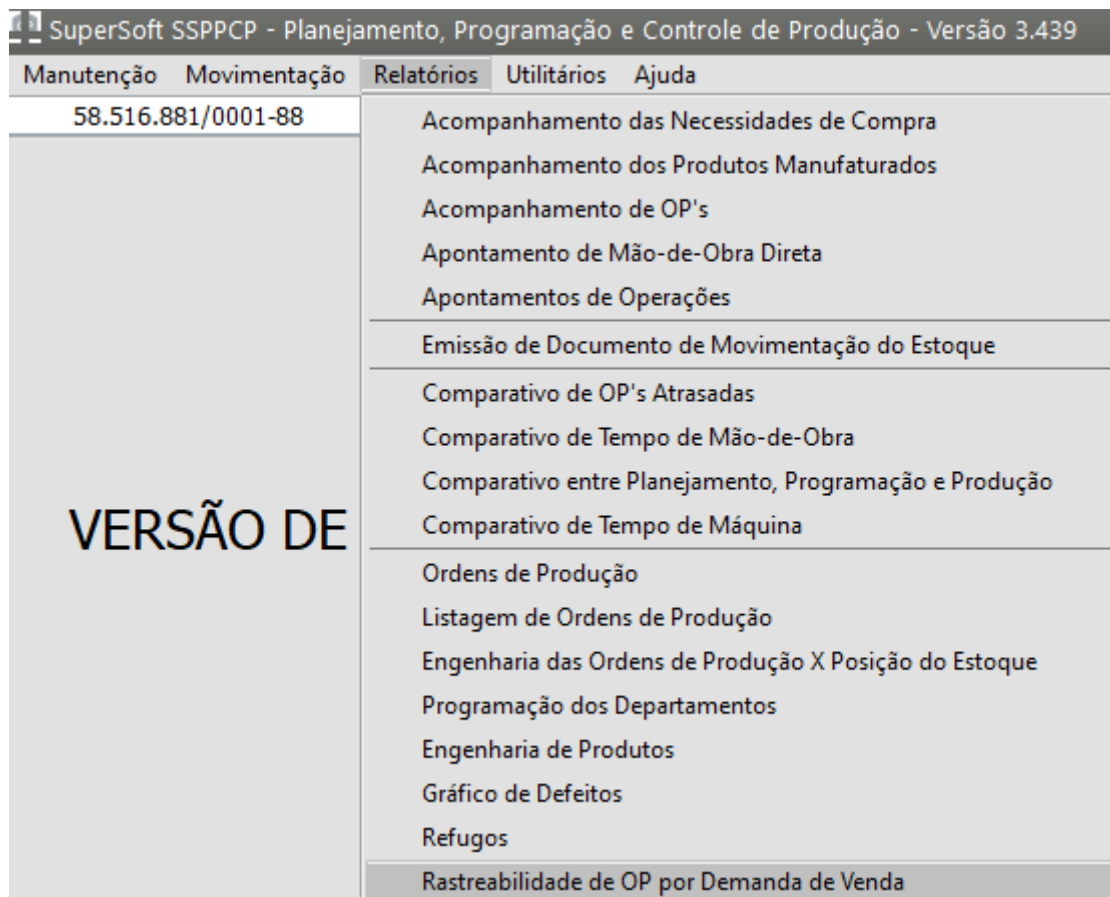 SuperSoft SSPPCP - Planejamento, Programação e Controle de Produção - Versão 3.439
Manutenção Movimentação Relatórios Utilitários Ajuda
58.516.881/0001-88
Acompanhamento das Necessidades de Compra
Acompanhamento dos Produtos Manufaturados
Acompanhamento de OP's
Apontamento de Mão-de-Obra Direta
Apontamentos de Operações
Emissão de Documento de Movimentação do Estoque
Comparativo de OP's Atrasadas
Comparativo de Tempo de Mão-de-Obra
Comparativo entre Planejamento, Programação e Produção
VERSÃO DE
Comparativo de Tempo de Máquina
Ordens de Produção
Listagem de Ordens de Produção
Engenharia das Ordens de Produção X Posição do Estoque
Programação dos Departamentos
Engenharia de Produtos
Gráfico de Defeitos
Refugos
Rastreabilidade de OP por Demanda de Venda